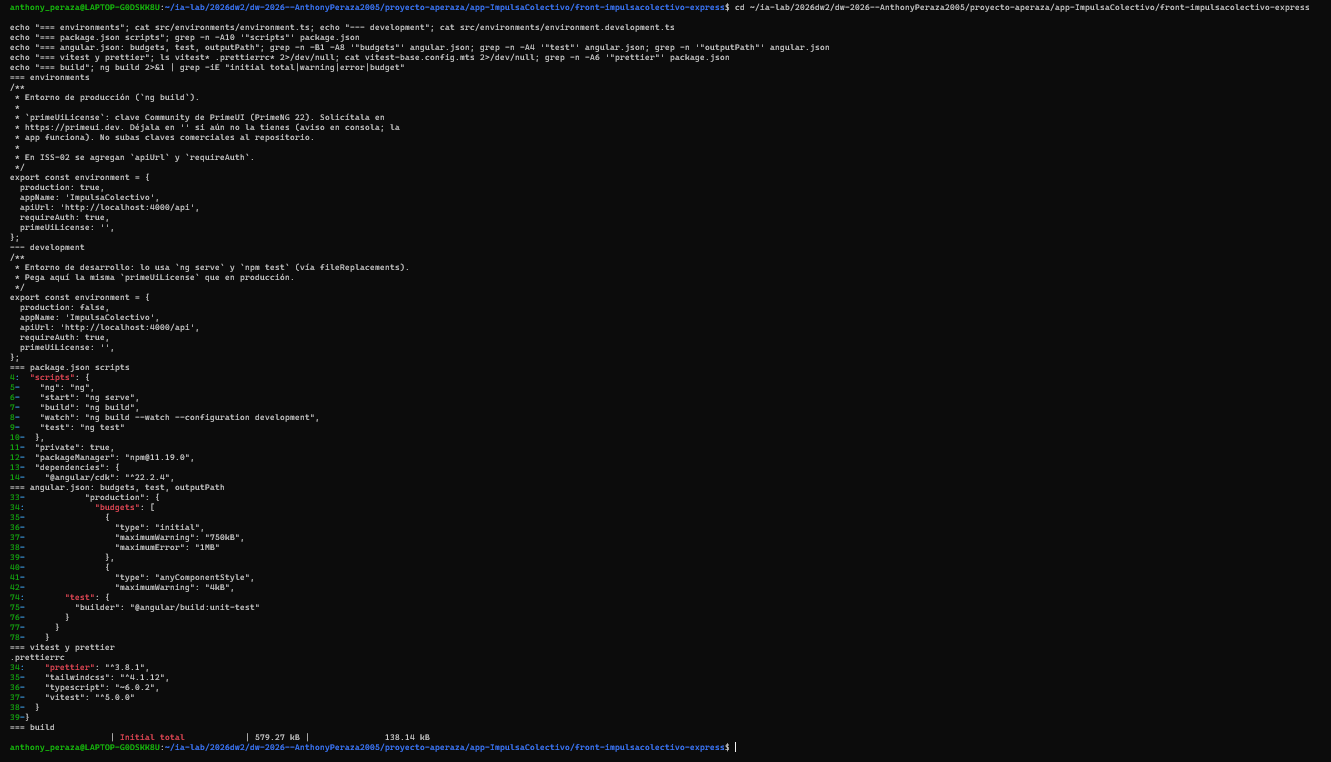 anthony_peraza@LAPTOP-G0DSKH8U:~/ia-lab/2026dw2/dw-2026--AnthonyPeraza2005/proyecto-aperaza/app-ImpulsaColectivo/front-impulsacolectivo-express$ cd ~/ia-lab/2026dw2/dw-2026--AnthonyPeraza2005/proyecto-aperaza/app-ImpulsaColectivo/front-impulsacolectivo-express
echo "=== environments"; cat src/environments/environment.ts; echo "--- development"; cat src/environments/environment.development.ts
echo "=== package.json scripts"; grep -n -A10 '"scripts"' package.json
echo "=== angular.json: budgets, test, outputPath"; grep -n -B1 -A8 '"budgets"' angular.json; grep -n -A4 '"test"' angular.json; grep -n '"outputPath"' angular.json
echo "=== vitest y prettier"; ls vitest* .prettierrc* 2>/dev/null; cat vitest-base.config.mts 2>/dev/null; grep -n -A6 '"prettier"' package.json
echo "=== build"; ng build 2>&1 | grep -iE "initial total|warning|error|budget"
=== environments
/**
 * Entorno de producción (`ng build`).
 *
 * `primeUiLicense`: clave Community de PrimeUI (PrimeNG 22). Solicítala en
 * https://primeui.dev. Déjala en '' si aún no la tienes (aviso en consola; la
 * app funciona). No subas claves comerciales al repositorio.
 *
 * En ISS-02 se agregan `apiUrl` y `requireAuth`.
 */
export const environment = {
  production: true,
  appName: 'ImpulsaColectivo',
  apiUrl: 'http://localhost:4000/api',
  requireAuth: true,
  primeUiLicense: '',
};
--- development
/**
 * Entorno de desarrollo: lo usa `ng serve` y `npm test` (vía fileReplacements).
 * Pega aquí la misma `primeUiLicense` que en producción.
 */
export const environment = {
  production: false,
  appName: 'ImpulsaColectivo',
  apiUrl: 'http://localhost:4000/api',
  requireAuth: true,
  primeUiLicense: '',
};
=== package.json scripts
4:  "scripts": {
5-    "ng": "ng",
6-    "start": "ng serve",
7-    "build": "ng build",
8-    "watch": "ng build --watch --configuration development",
9-    "test": "ng test"
10-  },
11-  "private": true,
12-  "packageManager": "npm@11.19.0",
13-  "dependencies": {
14-    "@angular/cdk": "^22.2.4",
=== angular.json: budgets, test, outputPath
33-            "production": {
34:              "budgets": [
35-                {
36-                  "type": "initial",
37-                  "maximumWarning": "750kB",
38-                  "maximumError": "1MB"
39-                },
40-                {
41-                  "type": "anyComponentStyle",
42-                  "maximumWarning": "4kB",
74:        "test": {
75-          "builder": "@angular/build:unit-test"
76-        }
77-      }
78-    }
=== vitest y prettier
.prettierrc
34:    "prettier": "^3.8.1",
35-    "tailwindcss": "^4.1.12",
36-    "typescript": "~6.0.2",
37-    "vitest": "^5.0.0"
38-  }
39-}
=== build
                    | Initial total            | 579.27 kB |               138.14 kB
anthony_peraza@LAPTOP-G0DSKH8U:~/ia-lab/2026dw2/dw-2026--AnthonyPeraza2005/proyecto-aperaza/app-ImpulsaColectivo/front-impulsacolectivo-express$